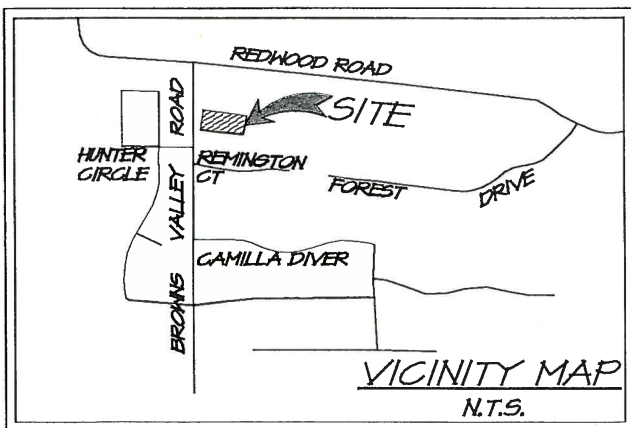 REDWOOD ROAD
SITE
BROWNS VALLEY ROAD
HUNTER
CIRCLE
REMINGTON
CT
FOREST DRIVE
CAMILLA DIVER
VICINITY MAP
N.T.S.